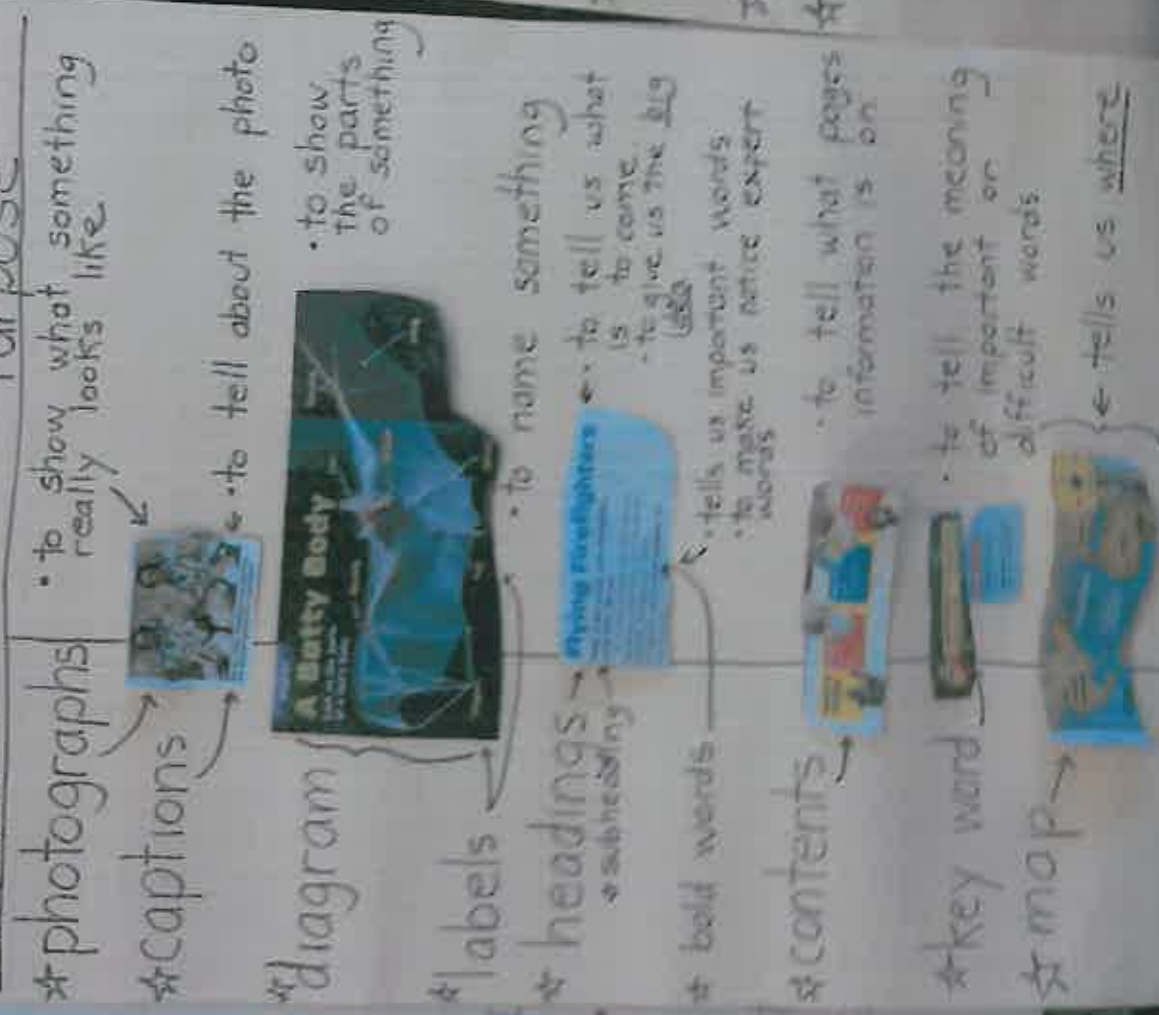 Purpose
☆ photographs
• to show what something
really looks like
☆ captions
• to tell about the photo
☆ diagram
A Batty Body
• to show
the parts
of something
☆ labels
• to name something
☆ headings
* subheading
Flying Firefighters
• to tell us what
is to come
• to give us the big
idea
☆ bold words
• tells us important words
• to make us notice expert
words
☆ contents
• to tell what pages
information is on
☆ key word
• to tell the meaning
of important or
difficult words
☆ map
tells us where